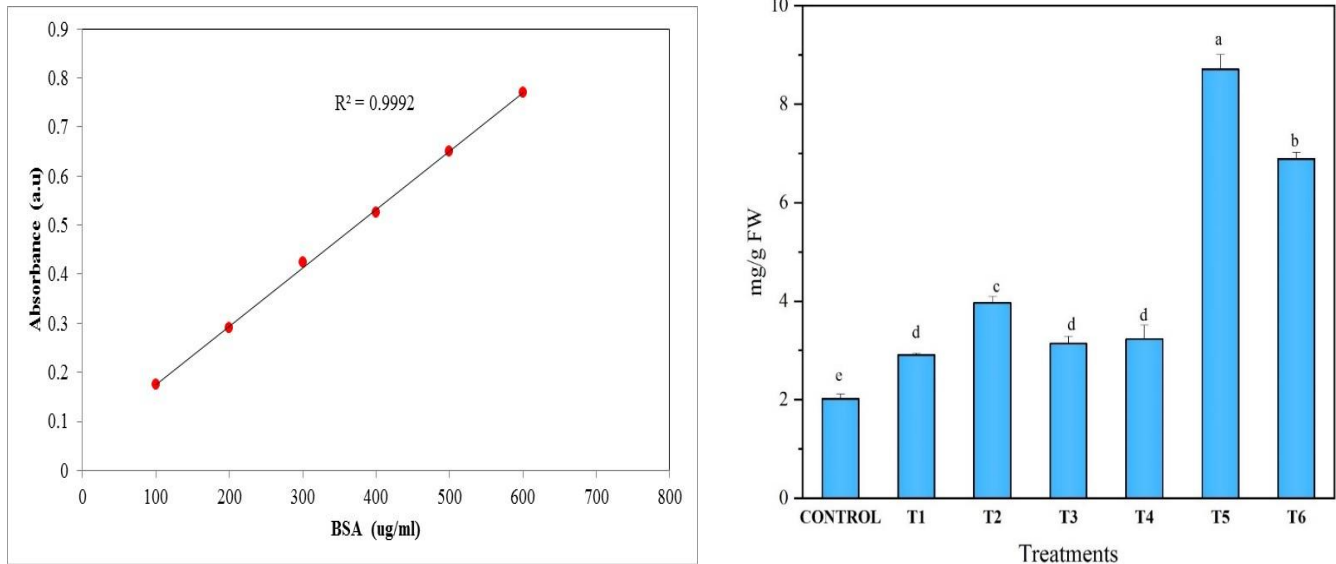 0.9
0.8
0.7
0.6
0.5
0.4
0.3
0.2
0.1
0
R² = 0.9992
Absorbance (a.u)
0 100 200 300 400 500 600 700 800
BSA (ug/ml)
10
8
6
4
2
0
mg/g FW
e d c d d a b
CONTROL T1 T2 T3 T4 T5 T6
Treatments